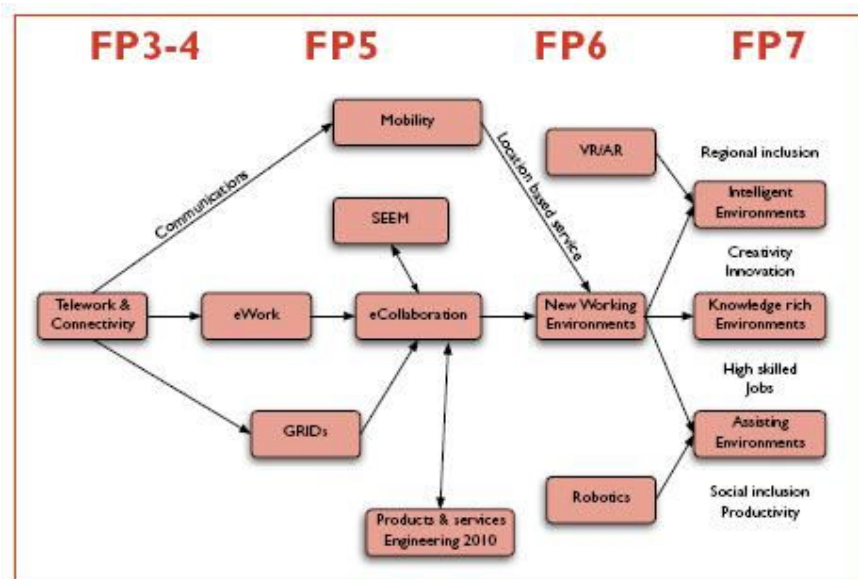 FP3-4 FP5 FP6 FP7
Mobility
VR/AR
Regional inclusion
Communications
Location based service
SEEM
Intelligent
Environments
Creativity
Innovation
Telework &
Connectivity
eWork
eCollaboration
New Working
Environments
Knowledge rich
Environments
High skilled
Jobs
GRIDs
Assisting
Environments
Robotics
Social inclusion
Productivity
Products & services
Engineering 2010